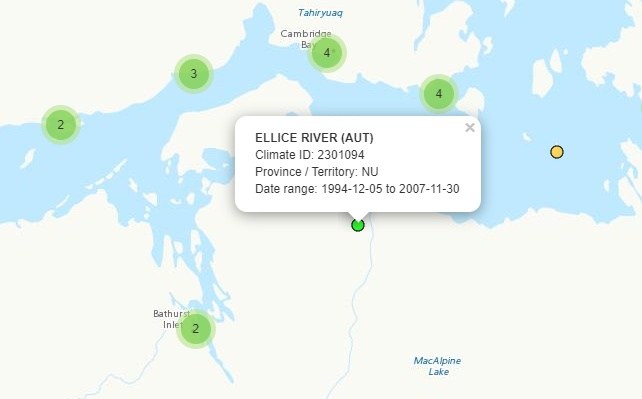 Tahiryuaq
Cambridge
Bay
4
3
4
2
×
ELLICE RIVER (AUT)
Climate ID: 2301094
Province / Territory: NU
Date range: 1994-12-05 to 2007-11-30
Bathurst
Inlet
2
MacAlpine
Lake